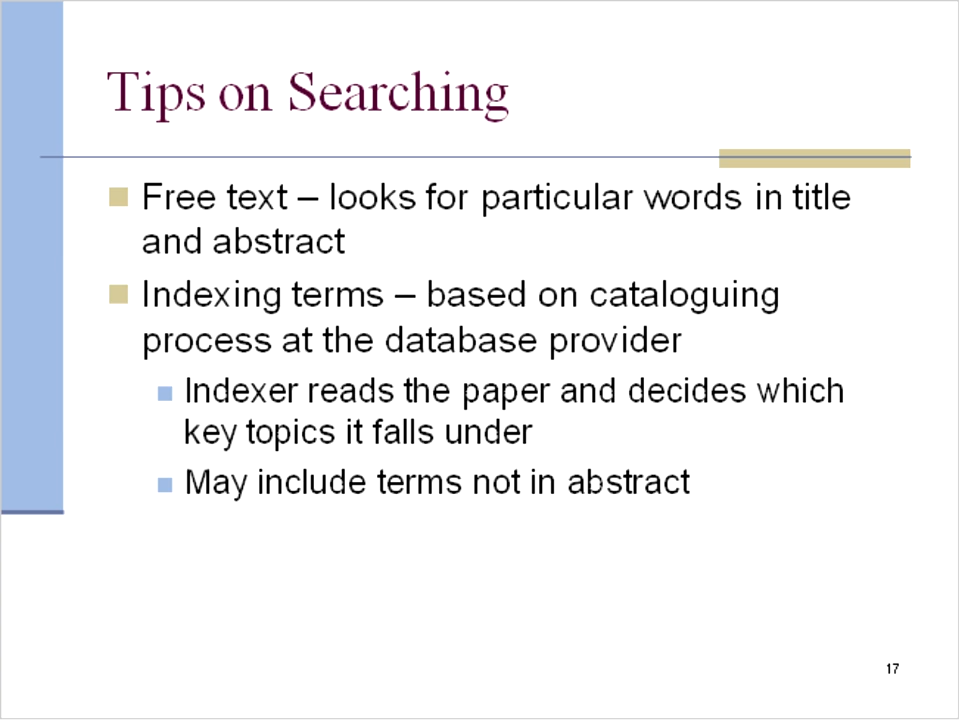 Tips on Searching
Free text – looks for particular words in title
and abstract
Indexing terms – based on cataloguing
process at the database provider
Indexer reads the paper and decides which
key topics it falls under
May include terms not in abstract
17